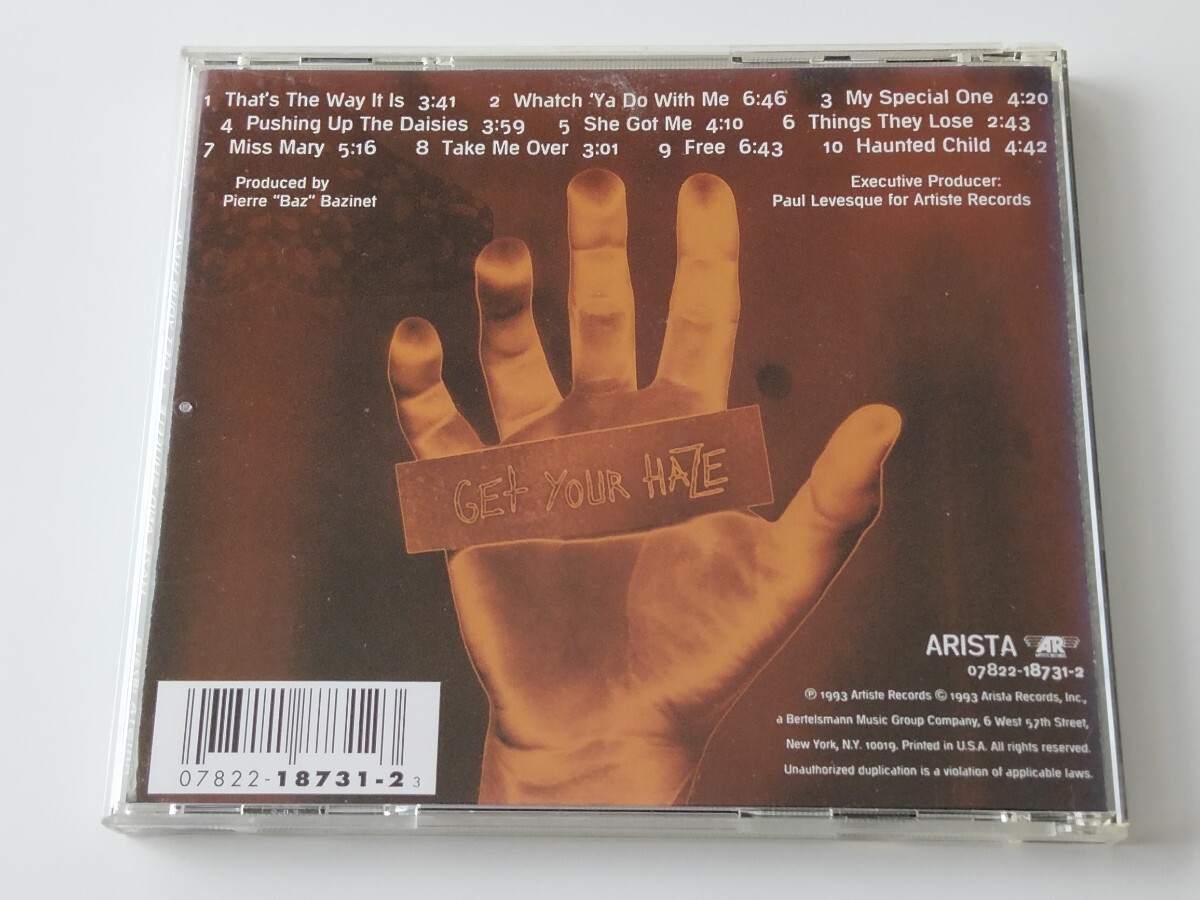 1 That's The Way It Is 3:41 2 Whatch 'Ya Do With Me 6:46 3 My Special One 4:20
4 Pushing Up The Daisies 3:59 5 She Got Me 4:10 6 Things They Lose 2:43
7 Miss Mary 5:16 8 Take Me Over 3:01 9 Free 6:43 10 Haunted Child 4:42
Produced by
Pierre "Baz" Bazinet
Executive Producer:
Paul Levesque for Artiste Records
GEt YOUR HAZE
ARISTA AR
07822-18731-2
℗ 1993 Artiste Records © 1993 Arista Records, Inc.,
a Bertelsmann Music Group Company, 6 West 57th Street,
New York, N.Y. 10019. Printed in U.S.A. All rights reserved.
Unauthorized duplication is a violation of applicable laws.
07822-18731-2 3